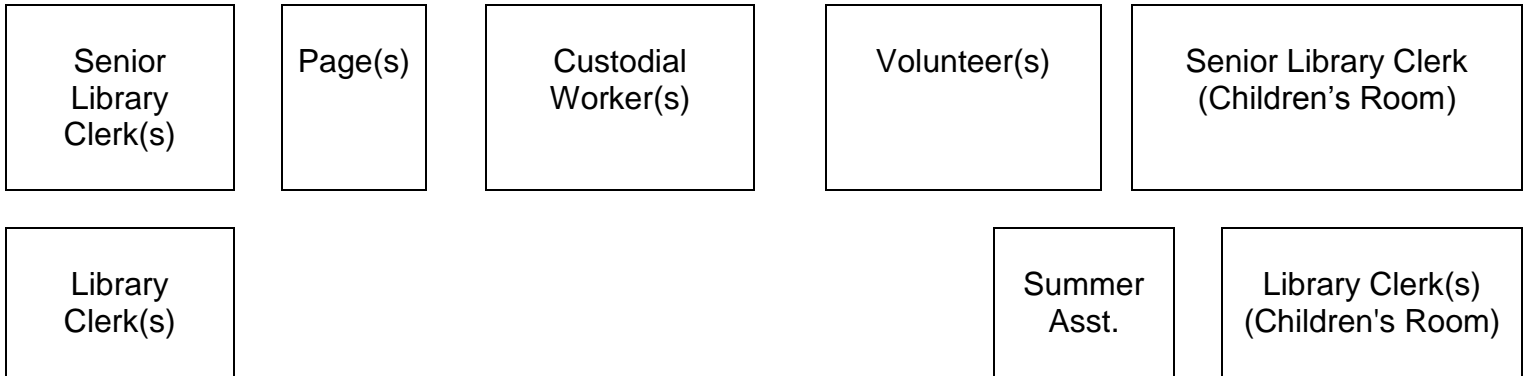 Senior
Library
Clerk(s)
Page(s)
Custodial
Worker(s)
Volunteer(s)
Senior Library Clerk
(Children’s Room)
Library
Clerk(s)
Summer
Asst.
Library Clerk(s)
(Children's Room)